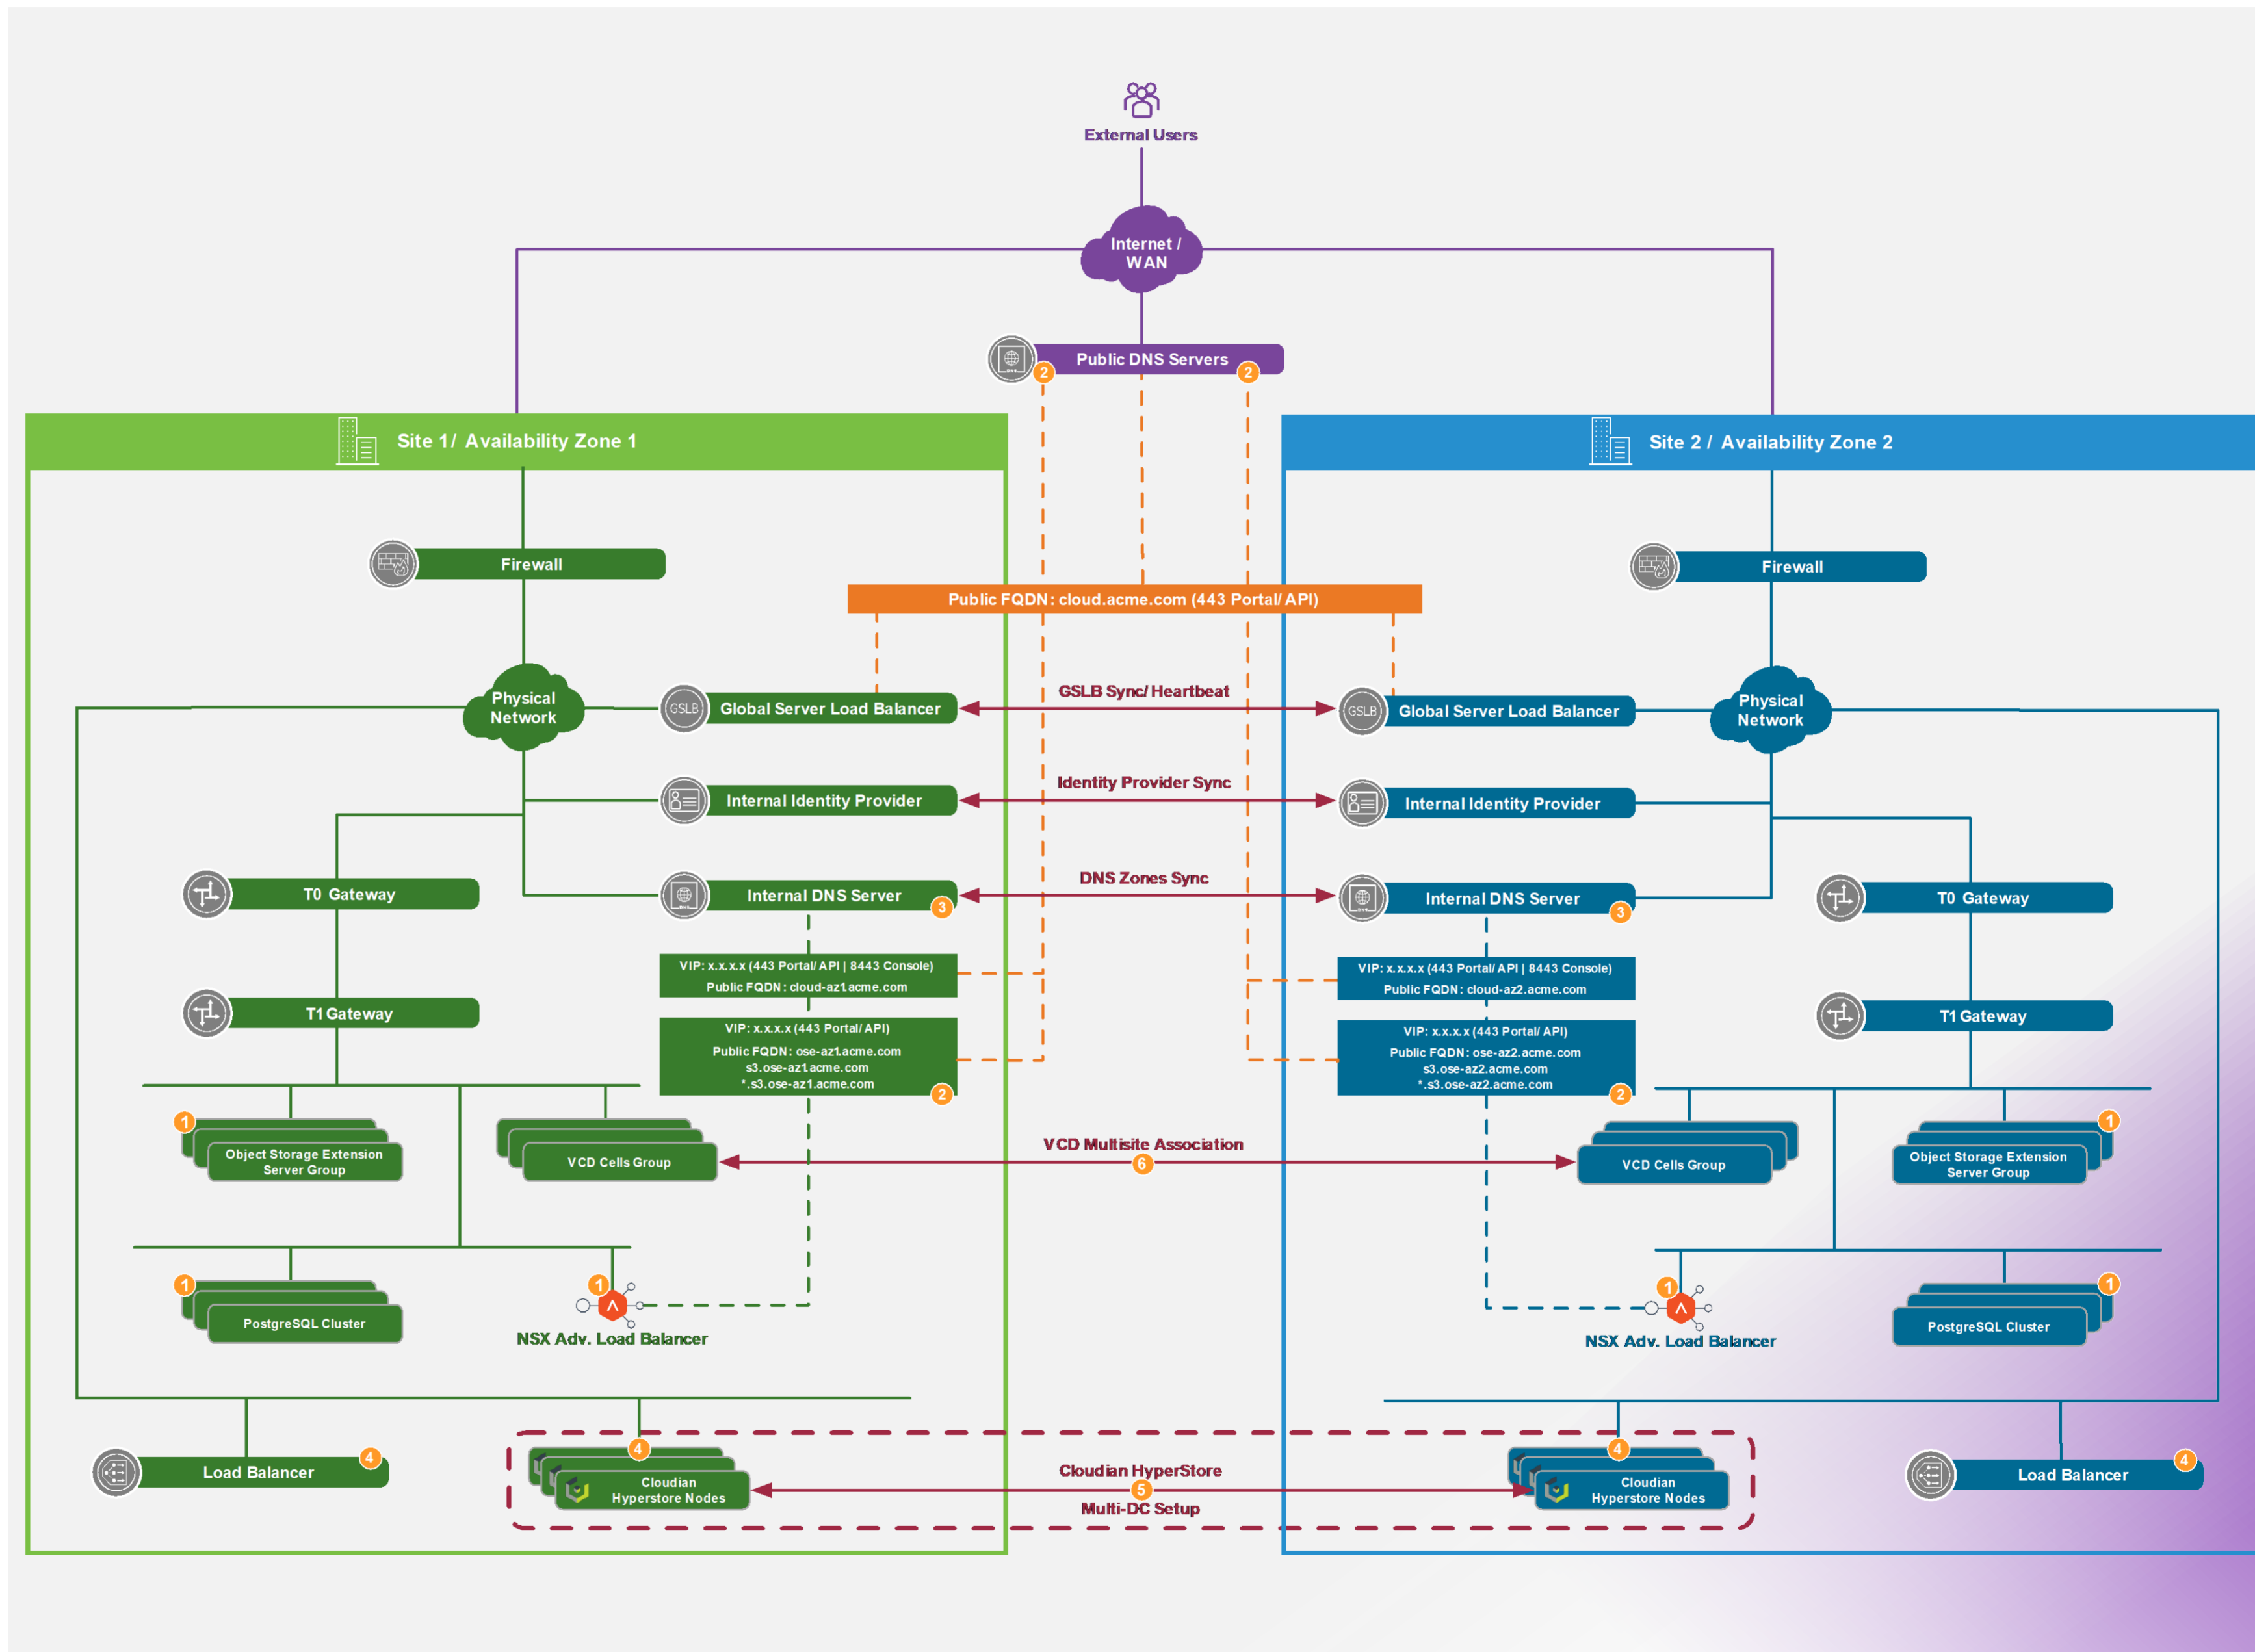 External Users
Internet /
WAN
Public DNS Servers
2
2
Site 1/ Availability Zone 1
Site 2 / Availability Zone 2
Firewall
Firewall
Public FQDN: cloud.acme.com (443 Portal/ API)
Physical
Network
GSLB
Global Server Load Balancer
GSLB Sync/ Heartbeat
GSLB
Global Server Load Balancer
Physical
Network
Internal Identity Provider
Identity Provider Sync
Internal Identity Provider
T0 Gateway
Internal DNS Server
3
DNS Zones Sync
Internal DNS Server
3
T0 Gateway
VIP: x.x.x.x (443 Portal/ API | 8443 Console)
Public FQDN: cloud-az1.acme.com
VIP: x.x.x.x (443 Portal/ API | 8443 Console)
Public FQDN: cloud-az2.acme.com
T1 Gateway
T1 Gateway
VIP: x.x.x.x (443 Portal/ API)
Public FQDN: ose-az1.acme.com
s3.ose-az1.acme.com
*.s3.ose-az1.acme.com
2
VIP: x.x.x.x (443 Portal/ API)
Public FQDN: ose-az2.acme.com
s3.ose-az2.acme.com
*.s3.ose-az2.acme.com
2
1
Object Storage Extension
Server Group
VCD Cells Group
VCD Multisite Association
6
VCD Cells Group
1
Object Storage Extension
Server Group
1
PostgreSQL Cluster
1
NSX Adv. Load Balancer
1
NSX Adv. Load Balancer
1
PostgreSQL Cluster
Load Balancer
4
4
Cloudian
Hyperstore Nodes
Cloudian HyperStore
5
Multi-DC Setup
4
Cloudian
Hyperstore Nodes
Load Balancer
4